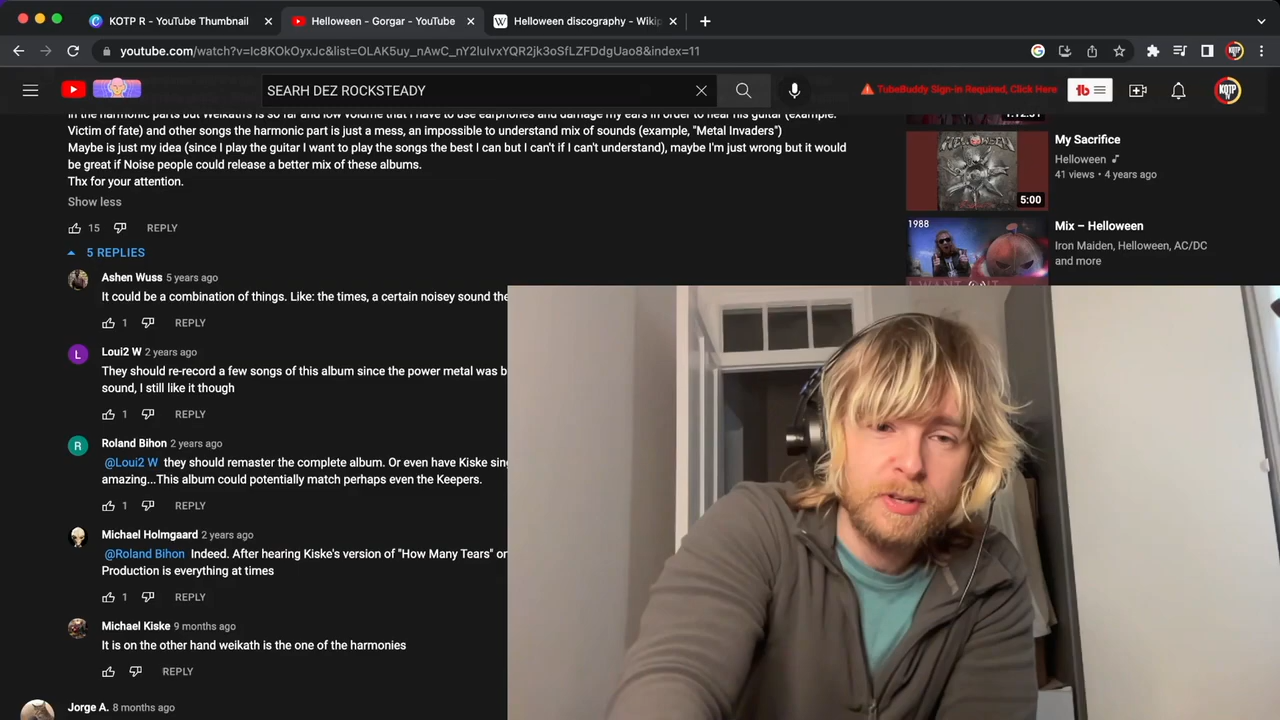 KOTP R - YouTube Thumbnail
Helloween - Gorgar - YouTube
Helloween discography - Wikip
youtube.com/watch?v=Ic8KOkOyxJc&list=OLAK5uy_nAwC_nY2IulvxYQR2jk3oSfLZFDdgUao8&index=11
SEARH DEZ ROCKSTEADY
TubeBuddy Sign-in Required, Click Here
tb
KOTP
in the harmonic parts but Weikaths is so far and low volume that I have to use earphones and damage my ears in order to hear his guitar (example:
Victim of fate) and other songs the harmonic part is just a mess, an impossible to understand mix of sounds (example, "Metal Invaders")
Maybe is just my idea (since I play the guitar I want to play the songs the best I can but I can't if I can't understand), maybe I'm just wrong but it would
be great if Noise people could release a better mix of these albums.
Thx for your attention.
Show less
15 REPLY
5 REPLIES
Ashen Wuss 5 years ago
It could be a combination of things. Like: the times, a certain noisey sound the
1 REPLY
L
Loui2 W 2 years ago
They should re-record a few songs of this album since the power metal was b
sound, I still like it though
1 REPLY
R
Roland Bihon 2 years ago
@Loui2 W they should remaster the complete album. Or even have Kiske sing
amazing...This album could potentially match perhaps even the Keepers.
1 REPLY
Michael Holmgaard 2 years ago
@Roland Bihon Indeed. After hearing Kiske's version of "How Many Tears" or
Production is everything at times
1 REPLY
Michael Kiske 9 months ago
It is on the other hand weikath is the one of the harmonies
REPLY
Jorge A. 8 months ago
1:12:31
My Sacrifice
Helloween
41 views • 4 years ago
HELLOWEEN
5:00
Mix – Helloween
Iron Maiden, Helloween, AC/DC
and more
1988
I WANT OUT